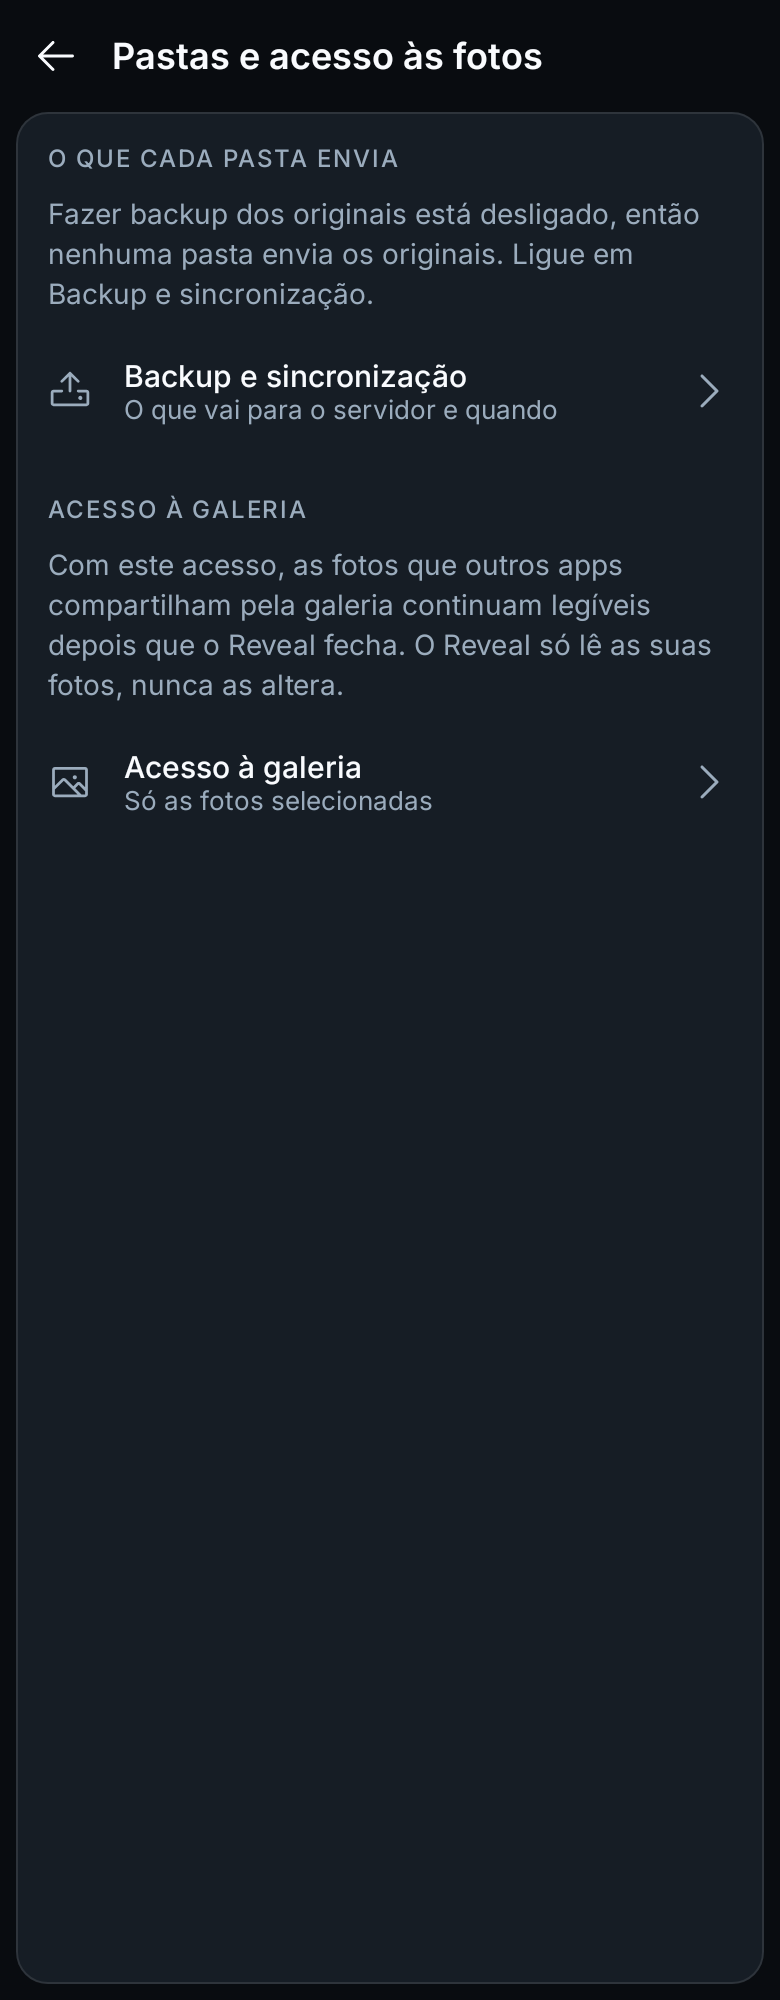 Pastas e acesso às fotos
O QUE CADA PASTA ENVIA
Fazer backup dos originais está desligado, então
nenhuma pasta envia os originais. Ligue em
Backup e sincronização.
Backup e sincronização
O que vai para o servidor e quando
ACESSO À GALERIA
Com este acesso, as fotos que outros apps
compartilham pela galeria continuam legíveis
depois que o Reveal fecha. O Reveal só lê as suas
fotos, nunca as altera.
Acesso à galeria
Só as fotos selecionadas